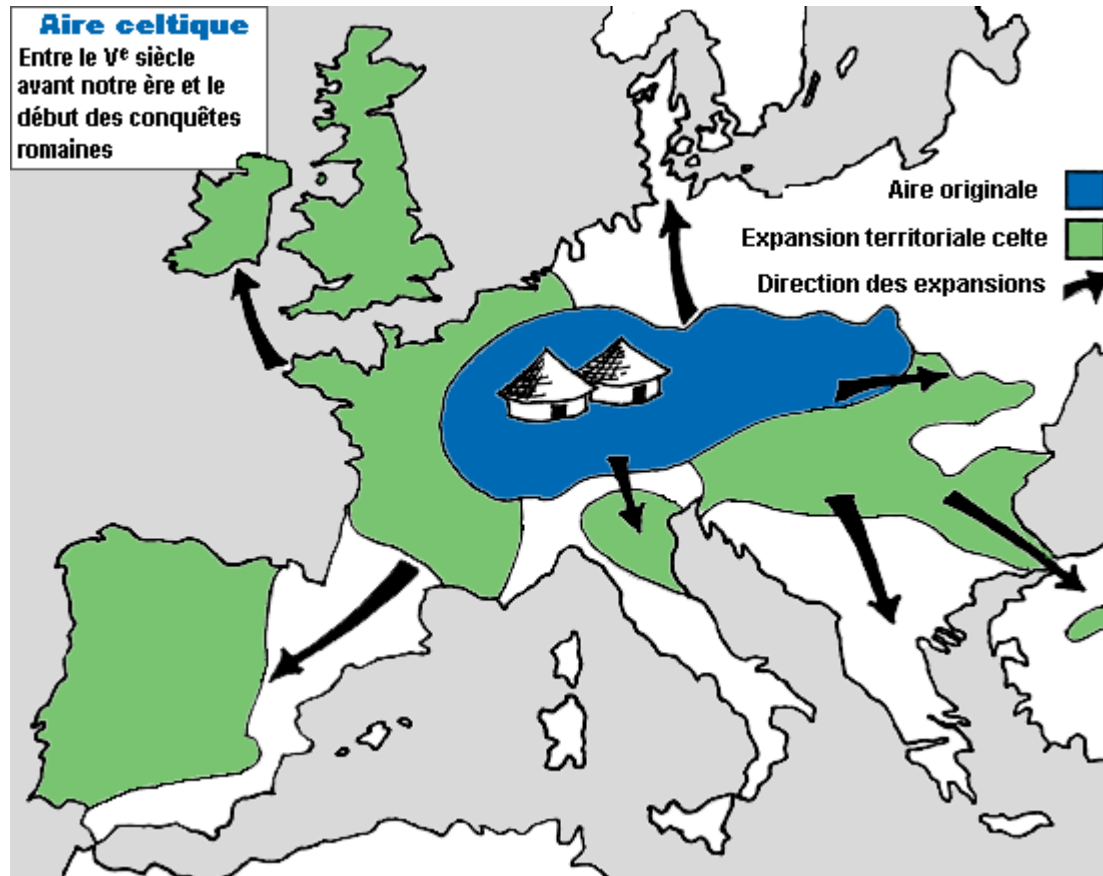 Aire celtique
Entre le Vᵉ siècle
avant notre ère et le
début des conquêtes
romaines
Aire originale
Expansion territoriale celte
Direction des expansions